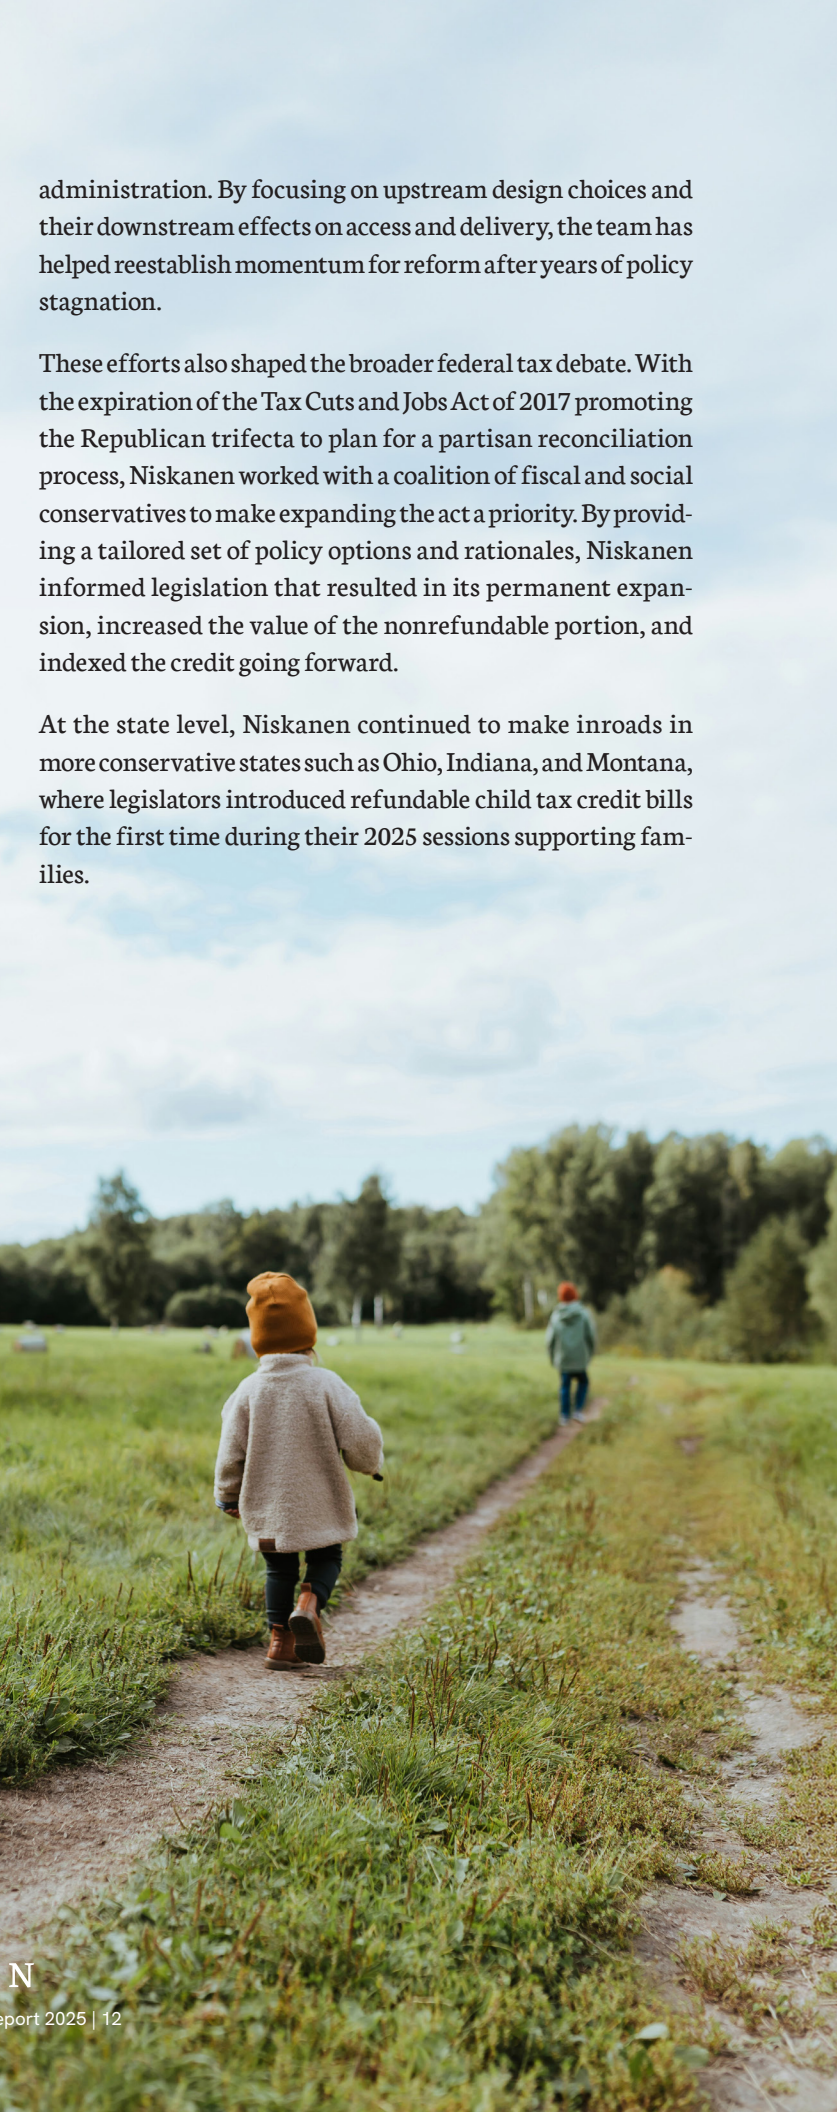 administration. By focusing on upstream design choices and
their downstream effects on access and delivery, the team has
helped reestablish momentum for reform after years of policy
stagnation.
These efforts also shaped the broader federal tax debate. With
the expiration of the Tax Cuts and Jobs Act of 2017 promoting
the Republican trifecta to plan for a partisan reconciliation
process, Niskanen worked with a coalition of fiscal and social
conservatives to make expanding the act a priority. By provid-
ing a tailored set of policy options and rationales, Niskanen
informed legislation that resulted in its permanent expan-
sion, increased the value of the nonrefundable portion, and
indexed the credit going forward.
At the state level, Niskanen continued to make inroads in
more conservative states such as Ohio, Indiana, and Montana,
where legislators introduced refundable child tax credit bills
for the first time during their 2025 sessions supporting fam-
ilies.
N
eport 2025 | 12